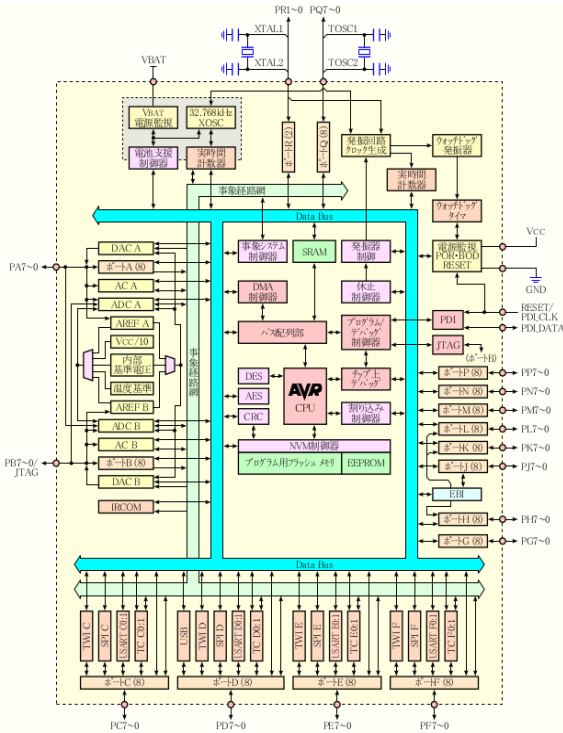 PR1~0 PQ7~0
XTAL1 TOSC1
XTAL2 TOSC2
VBAT
VBAT
電源監視
32.768kHz
XOSC
電池支援
制御器
実時間
計数器
ポートR (2)
ポートQ (8)
発振回路
クロック生成
実時間
計数器
ウォッチドッグ
発振器
ウォッチドッグ
タイマ
事象経路網
Data Bus
電源監視
POR・BOD
RESET
VCC
GND
RESET/
PDI_CLK
PDI_DATA
PDI
JTAG
(ポートB)
DAC A
PA7~0
ポートA (8)
AC A
ADC A
AREF A
VCC/10
内部
基準電圧
温度基準
AREF B
ADC B
AC B
PB7~0/
JTAG
ポートB (8)
DAC B
IRCOM
事象経路網
事象システム
制御器
SRAM
発振器
制御
DMA
制御器
休止
制御器
バス配列部
プログラム/
デバッグ
制御器
DES
AES
CRC
AVR
CPU
チップ上
デバッグ
割り込み
制御器
NVM制御器
プログラム用フラッシュ メモリ
EEPROM
ポートP (8) PP7~0
ポートN (8) PN7~0
ポートM (8) PM7~0
ポートL (8) PL7~0
ポートK (8) PK7~0
ポートJ (8) PJ7~0
EBI
ポートH (8) PH7~0
ポートG (8) PG7~0
Data Bus
TWI C
SPI C
USART C0:1
TC C0:1
USB
TWI D
SPI D
USART D0:1
TC D0:1
TWI E
SPI E
USART E0:1
TC E0:1
TWI F
SPI F
USART F0:1
TC F0:1
ポートC (8)
ポートD (8)
ポートE (8)
ポートF (8)
PC7~0
PD7~0
PE7~0
PF7~0